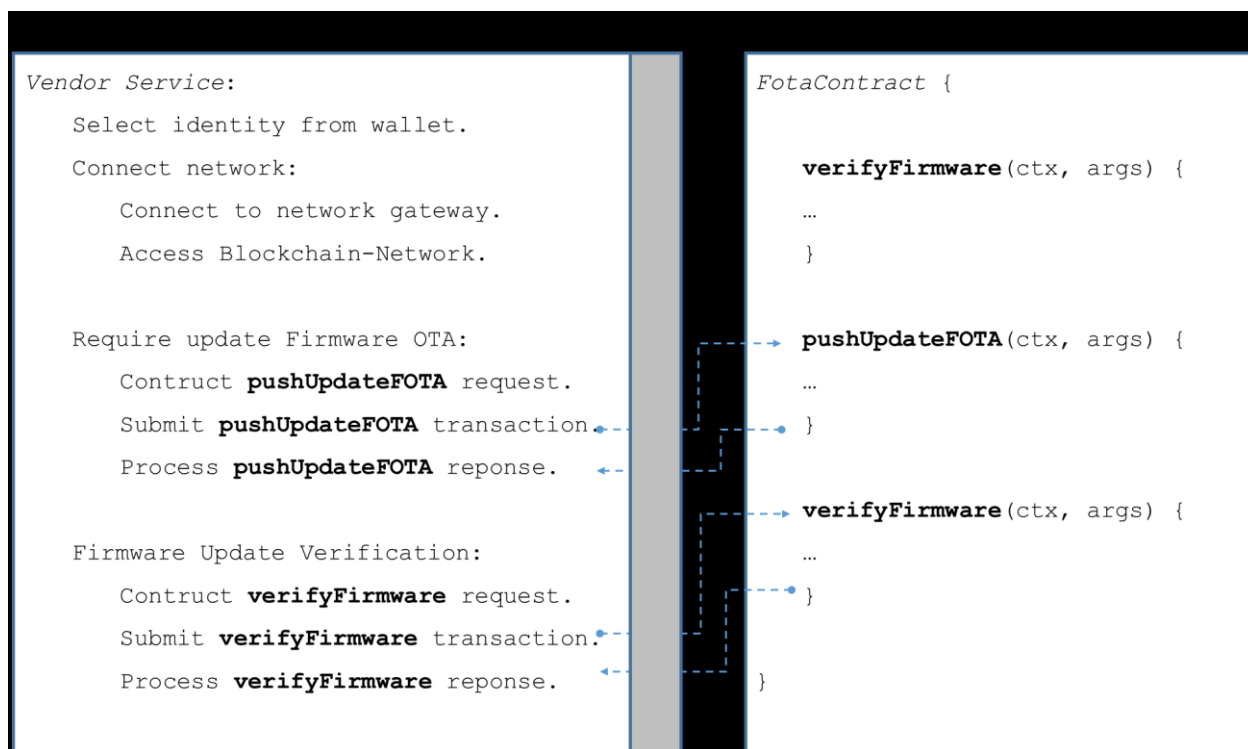 Vendor Service:
Select identity from wallet.
Connect network:
Connect to network gateway.
Access Blockchain-Network.
Require update Firmware OTA:
Contruct pushUpdateFOTA request.
Submit pushUpdateFOTA transaction.
Process pushUpdateFOTA reponse.
Firmware Update Verification:
Contruct verifyFirmware request.
Submit verifyFirmware transaction.
Process verifyFirmware reponse.
FotaContract {
verifyFirmware(ctx, args) {
…
}
pushUpdateFOTA(ctx, args) {
…
}
verifyFirmware(ctx, args) {
…
}
}